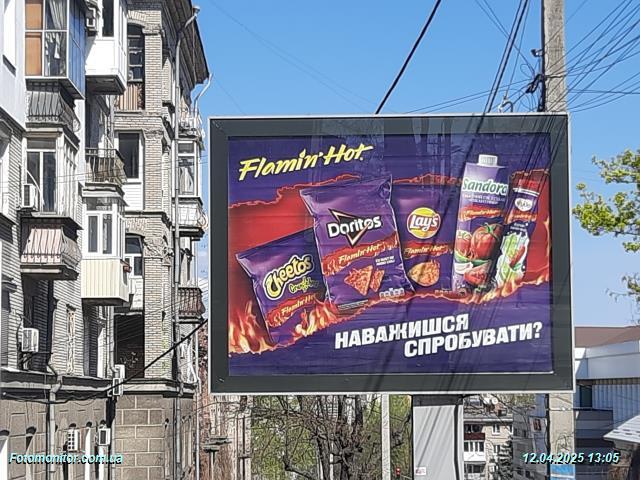 Flamin' Hot
Cheetos
Crunchy
Flamin' Hot
Doritos
Flamin' Hot
Lay's
Flamin' Hot
Sandora
НАВАЖИШСЯ
СПРОБУВАТИ?
Fotomonitor.com.ua
12.04.2025 13:05